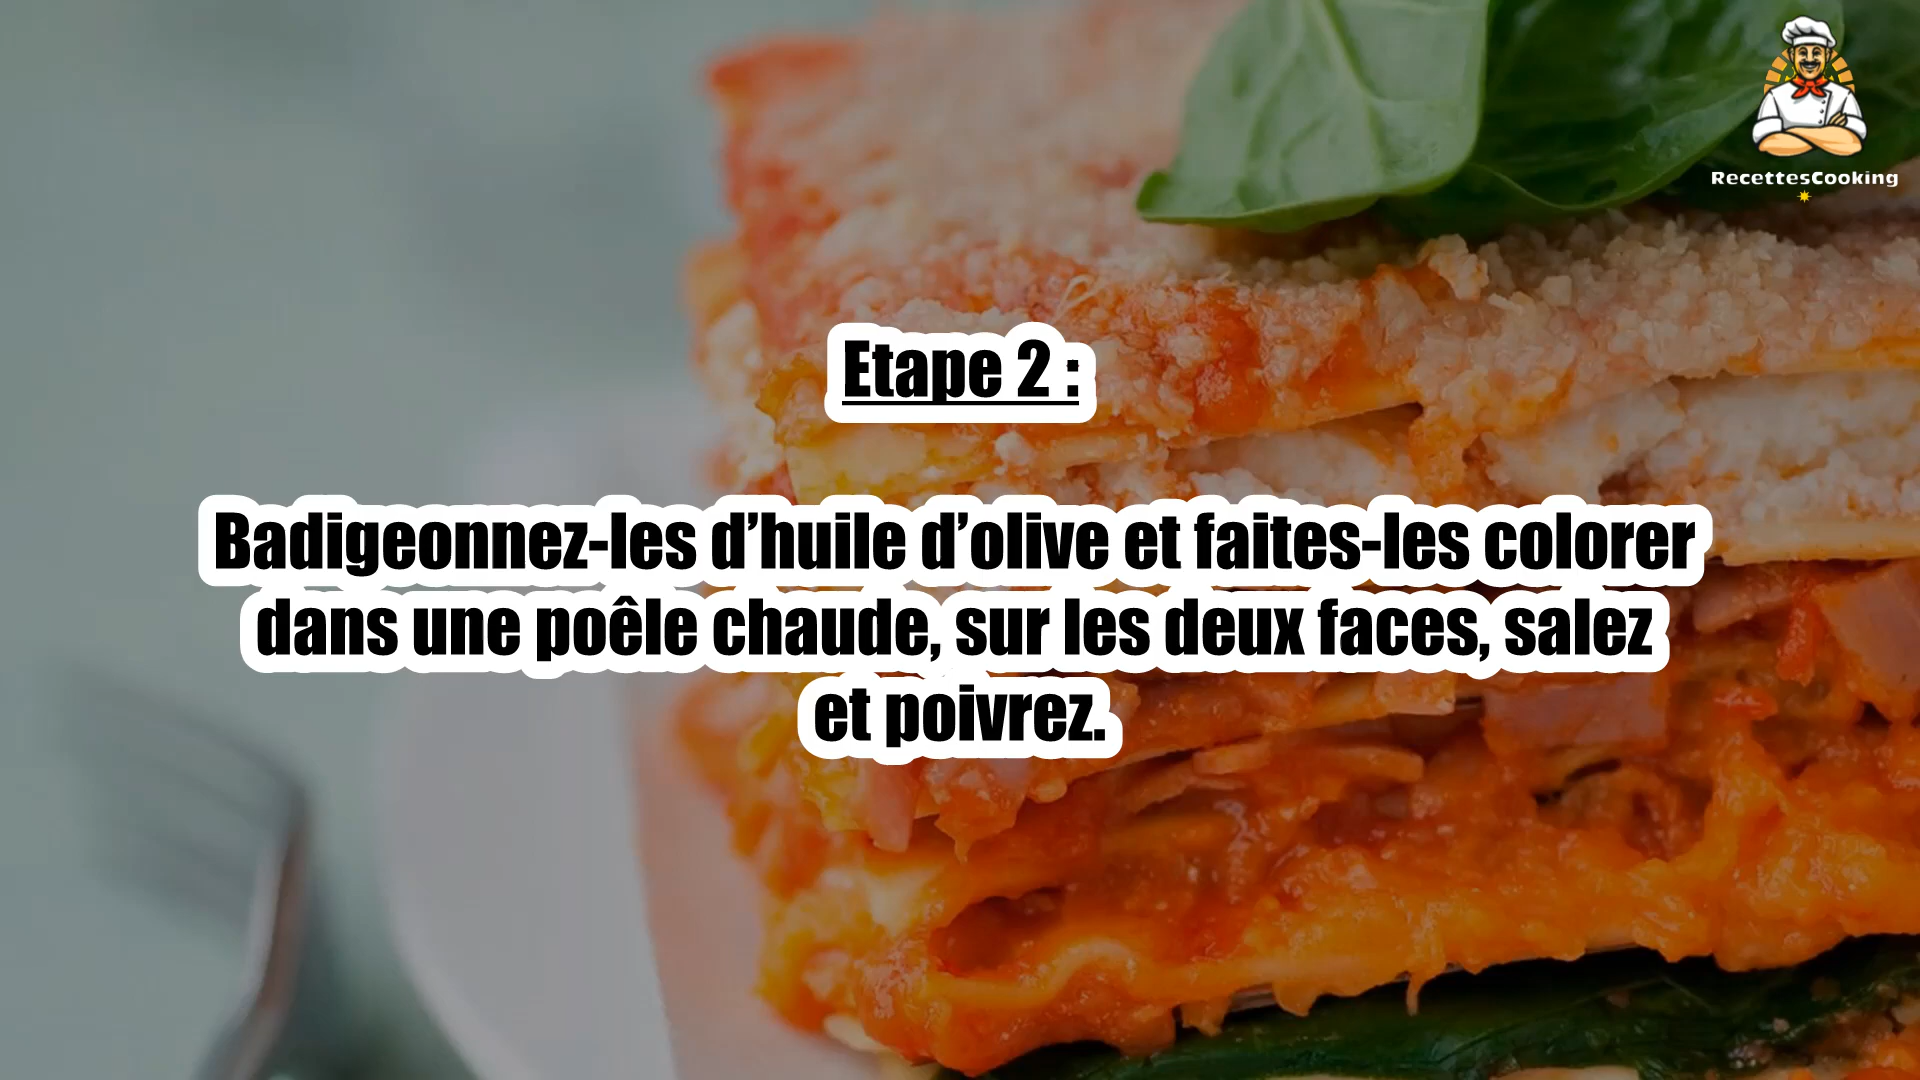 RecettesCooking
Etape 2 :
Badigeonnez-les d’huile d’olive et faites-les colorer
dans une poêle chaude, sur les deux faces, salez
et poivrez.